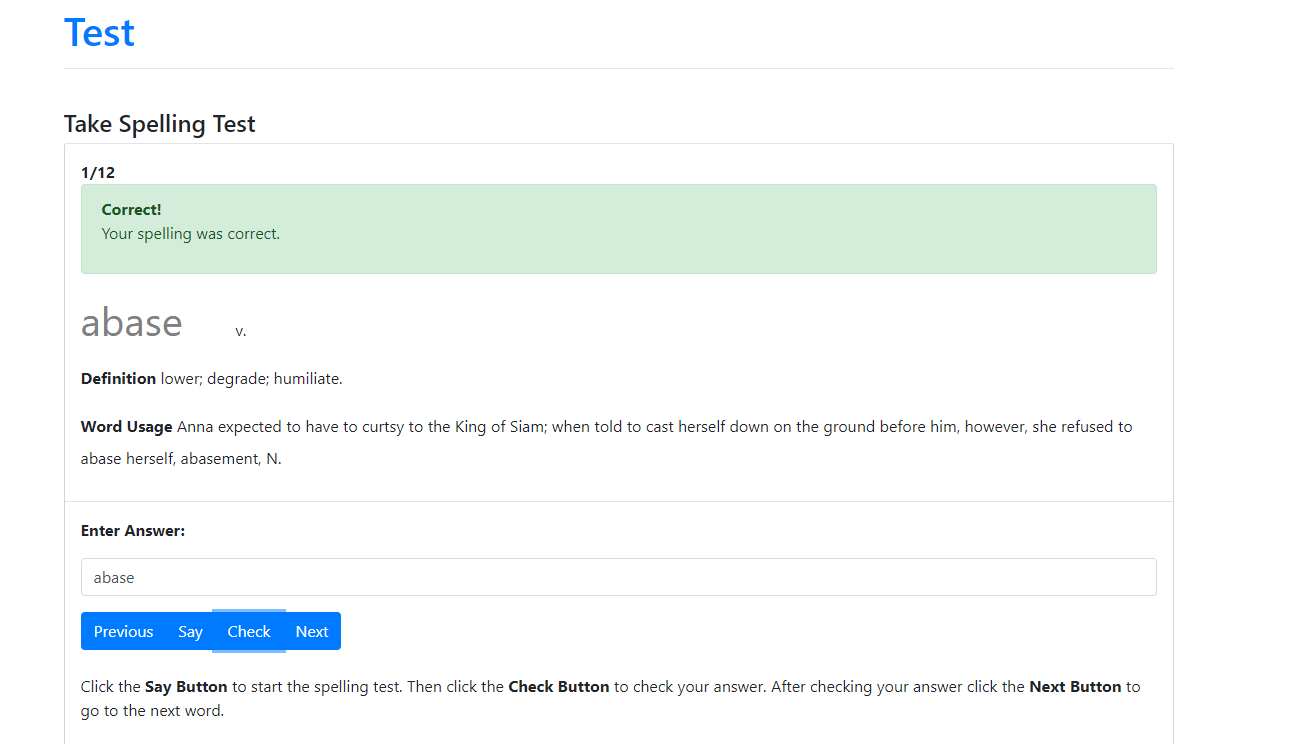 Test
Take Spelling Test
1/12
Correct!
Your spelling was correct.
abase v.
Definition lower; degrade; humiliate.
Word Usage Anna expected to have to curtsy to the King of Siam; when told to cast herself down on the ground before him, however, she refused to
abase herself, abasement, N.
Enter Answer:
abase
Previous Say Check Next
Click the Say Button to start the spelling test. Then click the Check Button to check your answer. After checking your answer click the Next Button to
go to the next word.